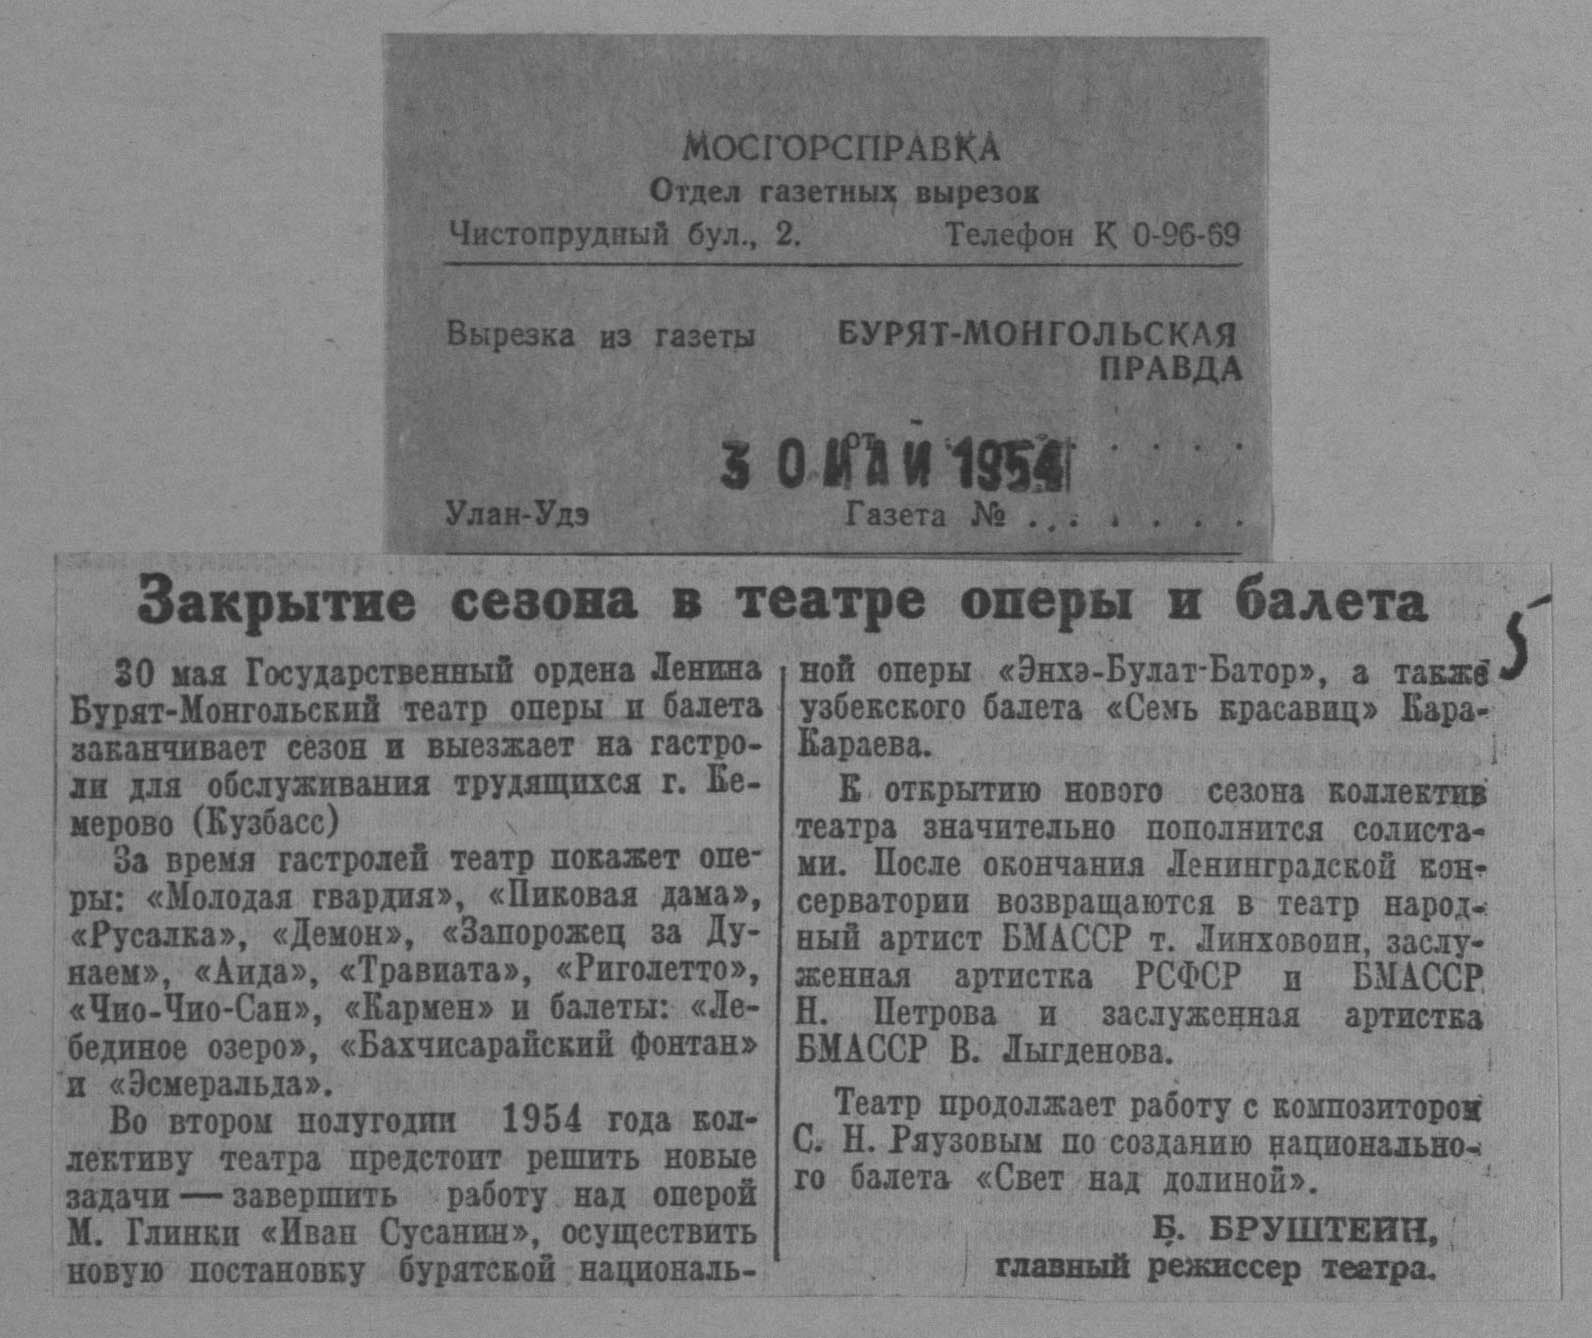 МОСГОРСПРАВКА
Отдел газетных вырезок
Чистопрудный бул., 2. Телефон К 0-96-69
Вырезка из газеты БУРЯТ-МОНГОЛЬСКАЯ
ПРАВДА
от . . . .
30 МАЙ 1954
Улан-Удэ Газета № . . . . . . .
Закрытие сезона в театре оперы и балета
5
30 мая Государственный ордена Ленина
Бурят-Монгольский театр оперы и балета
заканчивает сезон и выезжает на гастро-
ли для обслуживания трудящихся г. Ке-
мерово (Кузбасс)
За время гастролей театр покажет опе-
ры: «Молодая гвардия», «Пиковая дама»,
«Русалка», «Демон», «Запорожец за Ду-
наем», «Аида», «Травиата», «Риголетто»,
«Чио-Чио-Сан», «Кармен» и балеты: «Ле-
бединое озеро», «Бахчисарайский фонтан»
и «Эсмеральда».
Во втором полугодии 1954 года кол-
лективу театра предстоит решить новые
задачи — завершить работу над оперой
М. Глинки «Иван Сусанин», осуществить
новую постановку бурятской националь-
ной оперы «Энхэ-Булат-Батор», а также
узбекского балета «Семь красавиц» Кара-
Караева.
К открытию нового сезона коллектив
театра значительно пополнится солиста-
ми. После окончания Ленинградской кон-
серватории возвращаются в театр народ-
ный артист БМАССР т. Линховоин, заслу-
женная артистка РСФСР и БМАССР
Н. Петрова и заслуженная артистка
БМАССР В. Лыгденова.
Театр продолжает работу с композитором
С. Н. Ряузовым по созданию национально-
го балета «Свет над долиной».
Б. БРУШТЕИН,
главный режиссер театра.